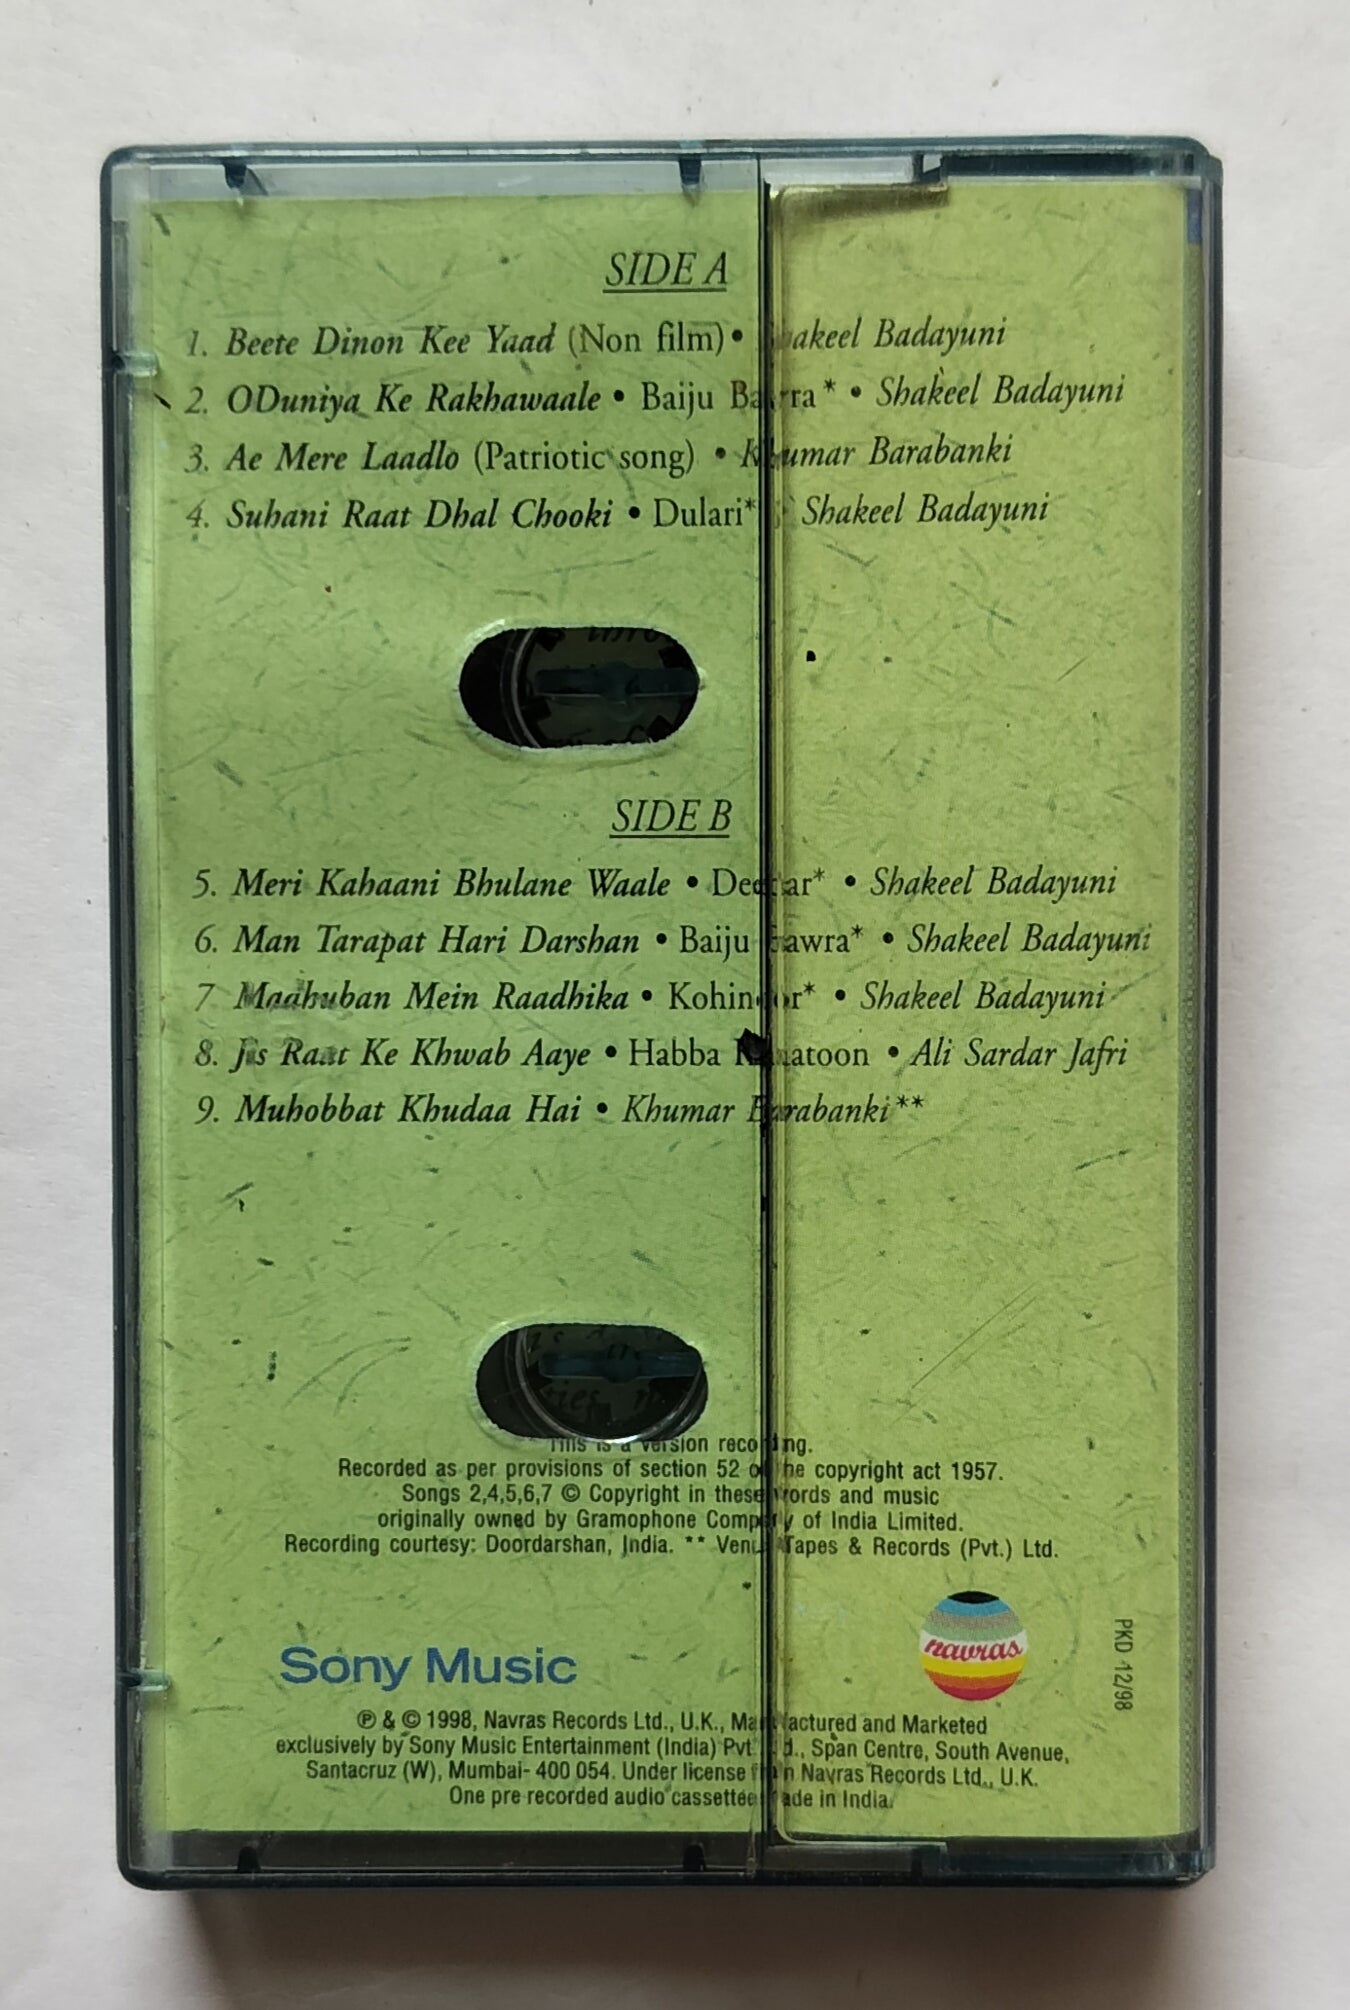 SIDE A
1. Beete Dinon Kee Yaad (Non film) • Shakeel Badayuni
2. ODuniya Ke Rakhawaale • Baiju Bawra* • Shakeel Badayuni
3. Ae Mere Laadlo (Patriotic song) • Khumar Barabanki
4. Suhani Raat Dhal Chooki • Dulari* • Shakeel Badayuni
SIDE B
5. Meri Kahaani Bhulane Waale • Deedar* • Shakeel Badayuni
6. Man Tarapat Hari Darshan • Baiju Bawra* • Shakeel Badayuni
7 Madhuban Mein Raadhika • Kohinoor* • Shakeel Badayuni
8. Jis Raat Ke Khwab Aaye • Habba Khaatoon • Ali Sardar Jafri
9. Muhobbat Khudaa Hai • Khumar Barabanki**
This is a version recording.
Recorded as per provisions of section 52 of the copyright act 1957.
Songs 2,4,5,6,7 © Copyright in these words and music
originally owned by Gramophone Company of India Limited.
Recording courtesy: Doordarshan, India. ** Venus Tapes & Records (Pvt.) Ltd.
Sony Music
navras
PKD 12/98
℗ & © 1998, Navras Records Ltd., U.K., Manufactured and Marketed
exclusively by Sony Music Entertainment (India) Pvt. Ltd., Span Centre, South Avenue,
Santacruz (W), Mumbai- 400 054. Under license from Navras Records Ltd., U.K.
One pre recorded audio cassette made in India.